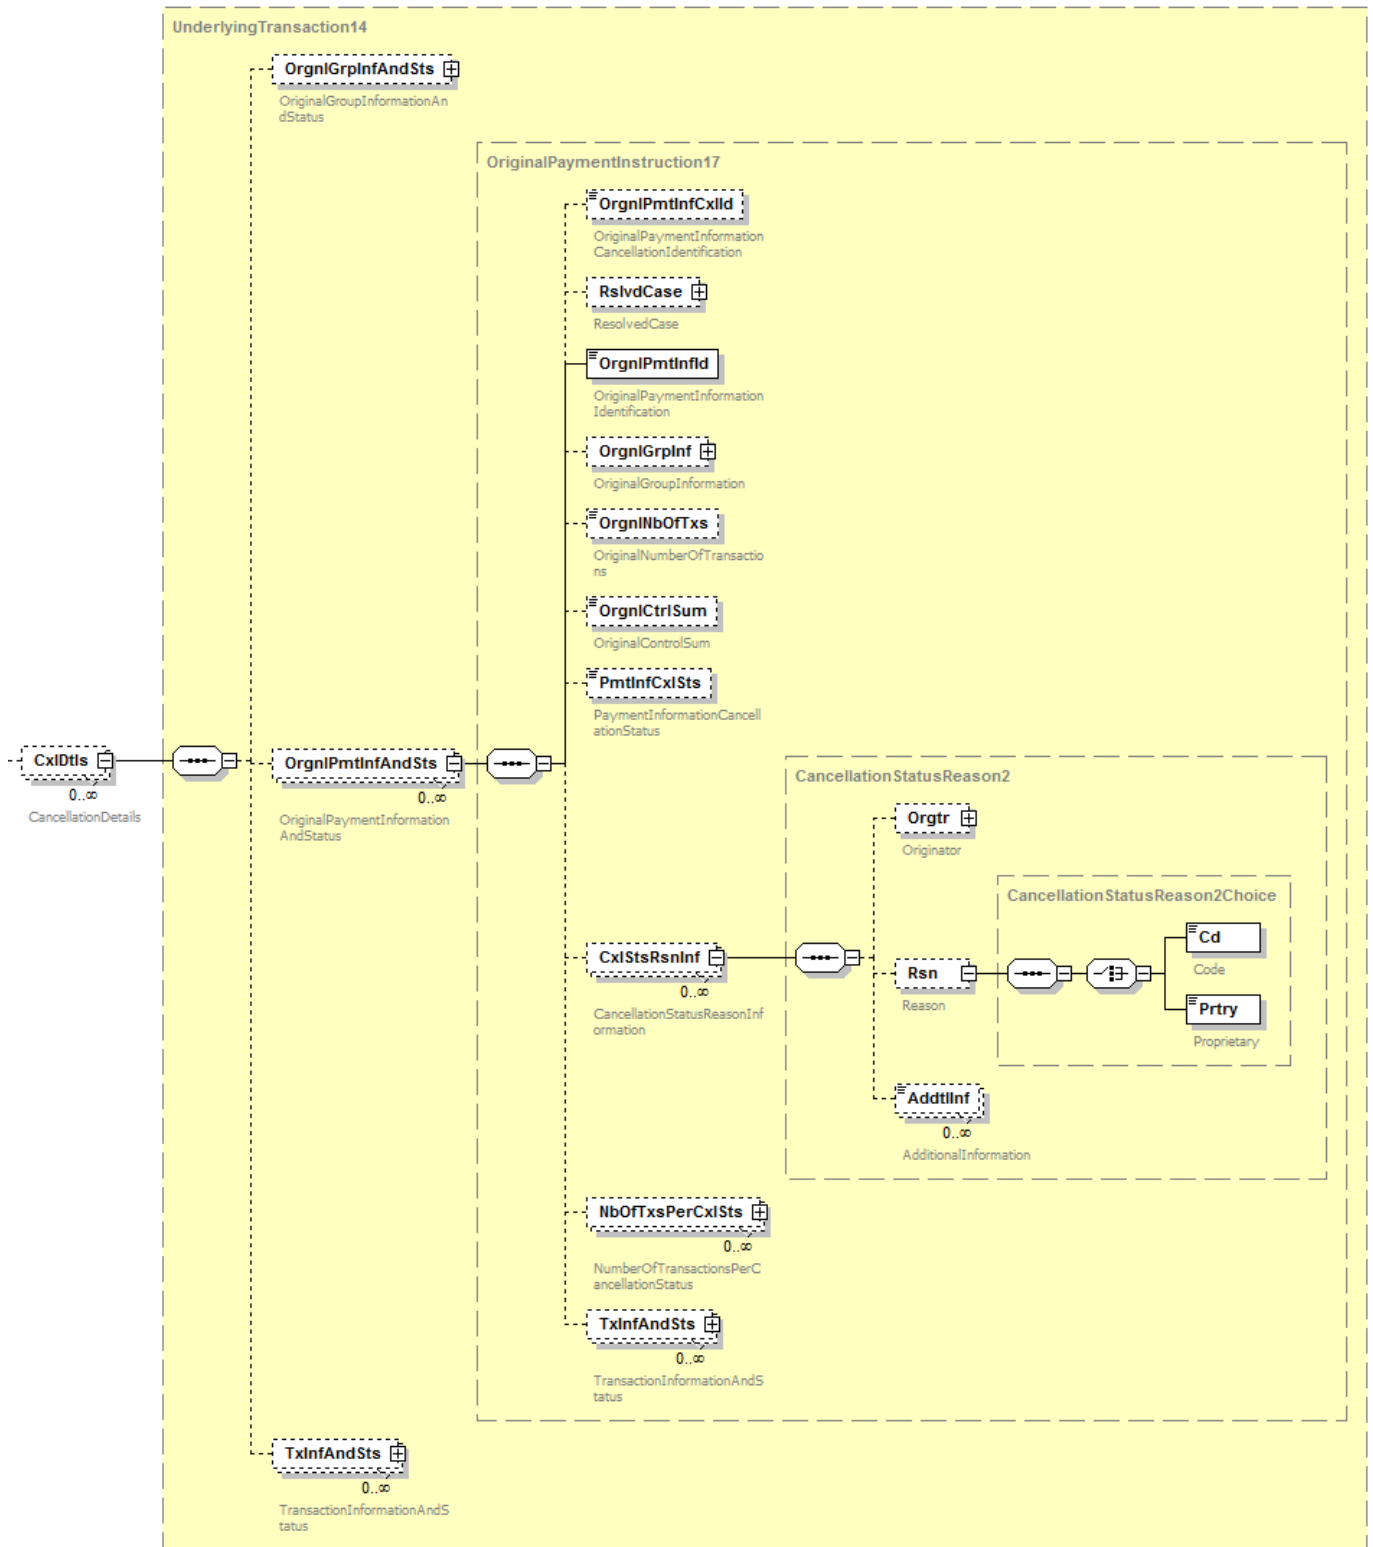 UnderlyingTransaction14
OrgnlGrpInfAndSts
OriginalGroupInformationAn
dStatus
OriginalPaymentInstruction17
OrgnlPmtInfCxlId
OriginalPaymentInformation
CancellationIdentification
RslvdCase
ResolvedCase
OrgnlPmtInfId
OriginalPaymentInformation
Identification
OrgnlGrpInf
OriginalGroupInformation
OrgnlNbOfTxs
OriginalNumberOfTransactio
ns
OrgnlCtrlSum
OriginalControlSum
PmtInfCxlSts
PaymentInformationCancell
ationStatus
CxlDtls
0..∞
CancellationDetails
OrgnlPmtInfAndSts
0..∞
OriginalPaymentInformation
AndStatus
CancellationStatusReason2
Orgtr
Originator
CancellationStatusReason2Choice
Cd
Code
CxlStsRsnInf
0..∞
CancellationStatusReasonInf
ormation
Rsn
Reason
Prtry
Proprietary
AddtlInf
0..∞
AdditionalInformation
NbOfTxsPerCxlSts
0..∞
NumberOfTransactionsPerC
ancellationStatus
TxInfAndSts
0..∞
TransactionInformationAndS
tatus
TxInfAndSts
0..∞
TransactionInformationAndS
tatus